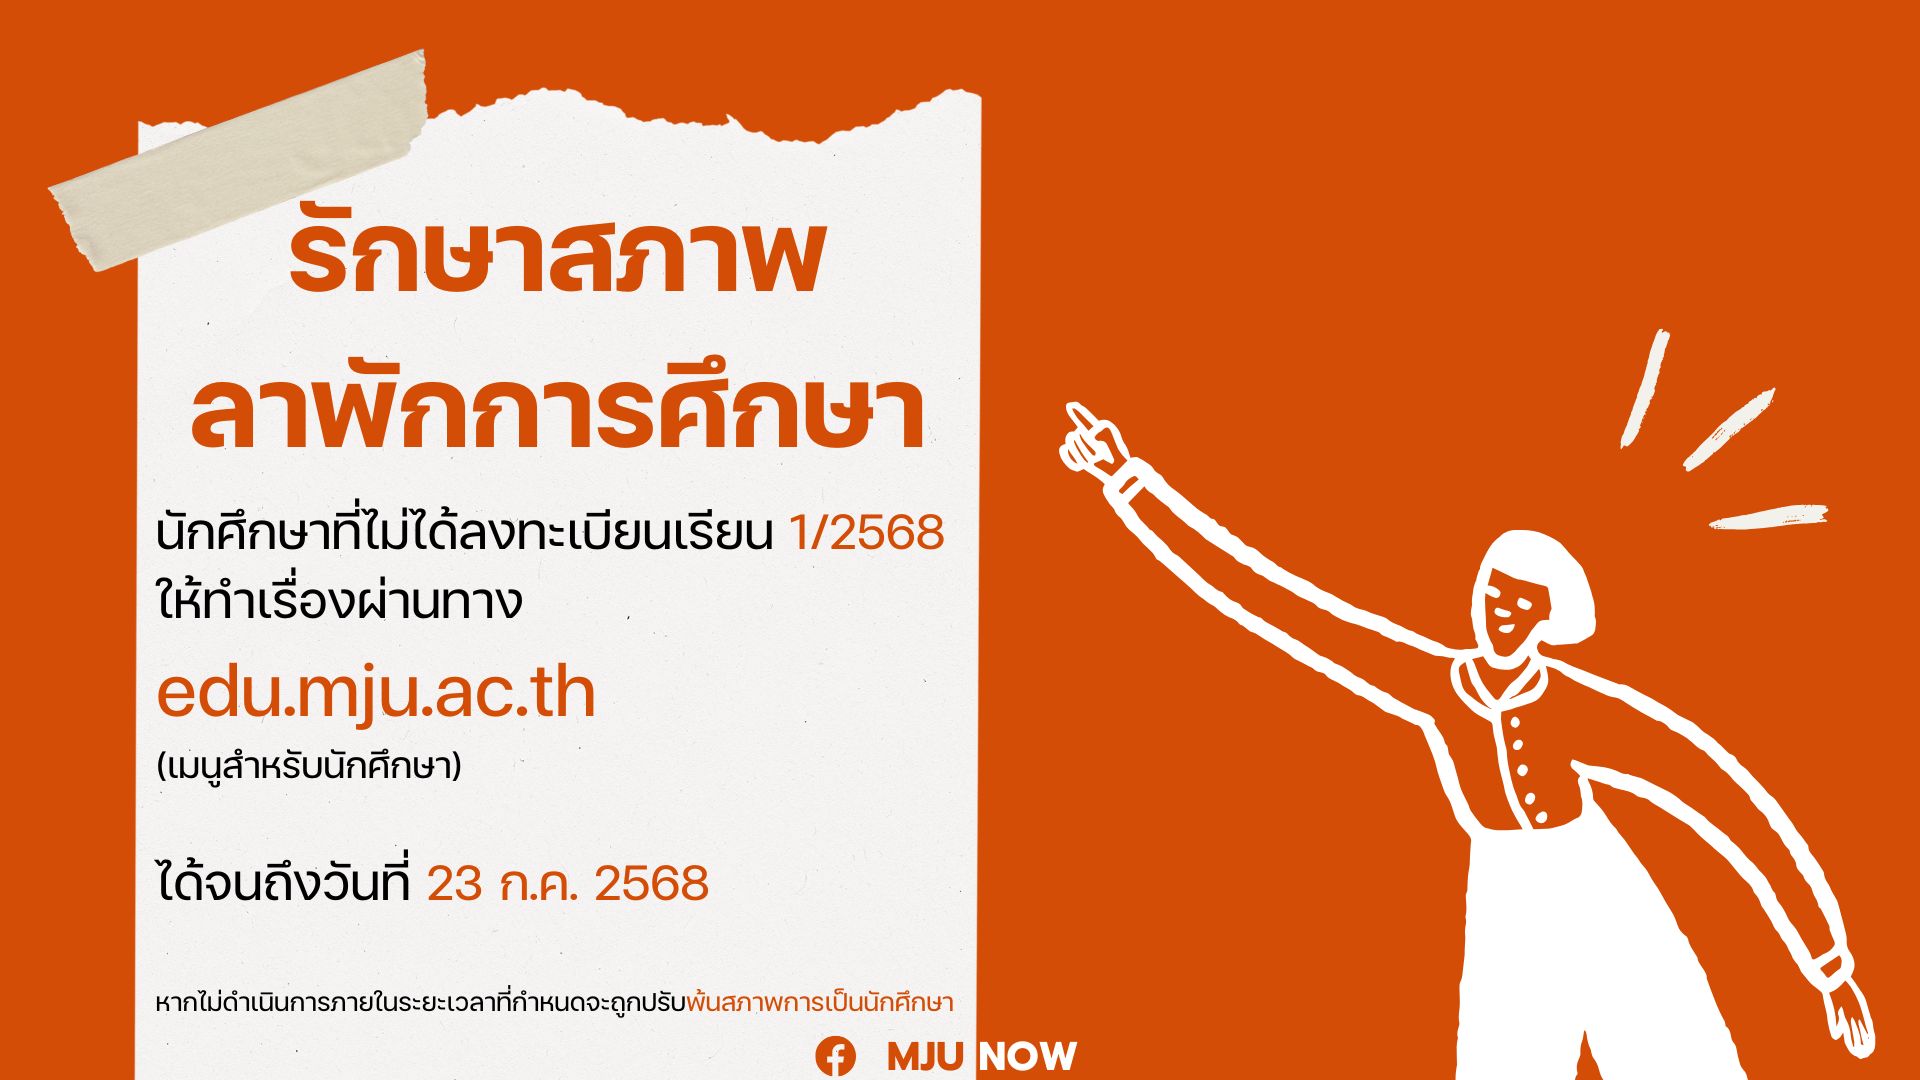 รักษาสภาพ
ลาพักการศึกษา
นักศึกษาที่ไม่ได้ลงทะเบียนเรียน 1/2568
ให้ทำเรื่องผ่านทาง
edu.mju.ac.th
(เมนูสำหรับนักศึกษา)
ได้จนถึงวันที่ 23 ก.ค. 2568
หากไม่ดำเนินการภายในระยะเวลาที่กำหนดจะถูกปรับพ้นสภาพการเป็นนักศึกษา
MJU NOW